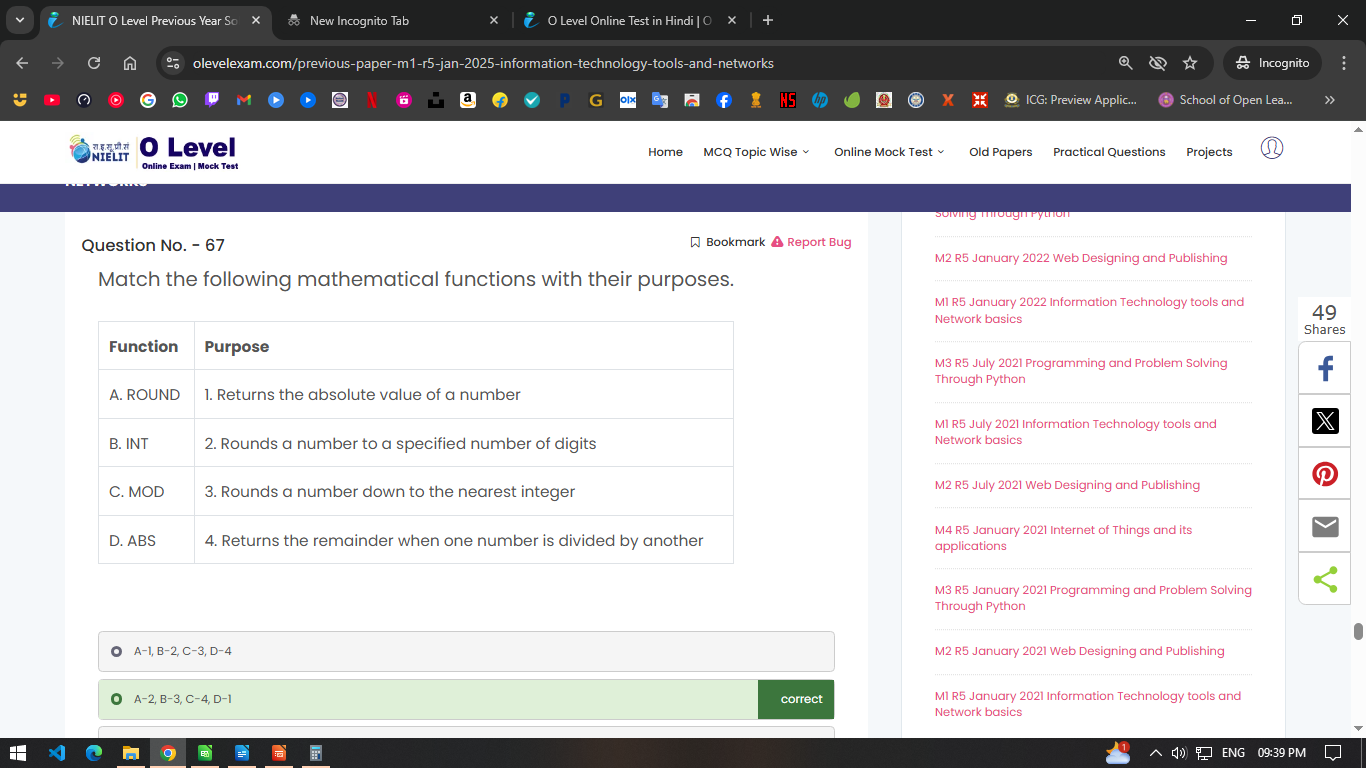 NIELIT O Level Previous Year So
New Incognito Tab
O Level Online Test in Hindi | O
olevelexam.com/previous-paper-m1-r5-jan-2025-information-technology-tools-and-networks
Incognito
ICG: Preview Applic...
School of Open Lea...
रा.इ.सू.प्रौ.सं
NIELIT
O Level
Online Exam | Mock Test
Home
MCQ Topic Wise
Online Mock Test
Old Papers
Practical Questions
Projects
NETWORKS
Question No. - 67
Bookmark
Report Bug
Match the following mathematical functions with their purposes.
Function Purpose
A. ROUND 1. Returns the absolute value of a number
B. INT 2. Rounds a number to a specified number of digits
C. MOD 3. Rounds a number down to the nearest integer
D. ABS 4. Returns the remainder when one number is divided by another
A-1, B-2, C-3, D-4
A-2, B-3, C-4, D-1
correct
Solving Through Python
M2 R5 January 2022 Web Designing and Publishing
M1 R5 January 2022 Information Technology tools and
Network basics
M3 R5 July 2021 Programming and Problem Solving
Through Python
M1 R5 July 2021 Information Technology tools and
Network basics
M2 R5 July 2021 Web Designing and Publishing
M4 R5 January 2021 Internet of Things and its
applications
M3 R5 January 2021 Programming and Problem Solving
Through Python
M2 R5 January 2021 Web Designing and Publishing
M1 R5 January 2021 Information Technology tools and
Network basics
49
Shares
1
ENG
09:39 PM